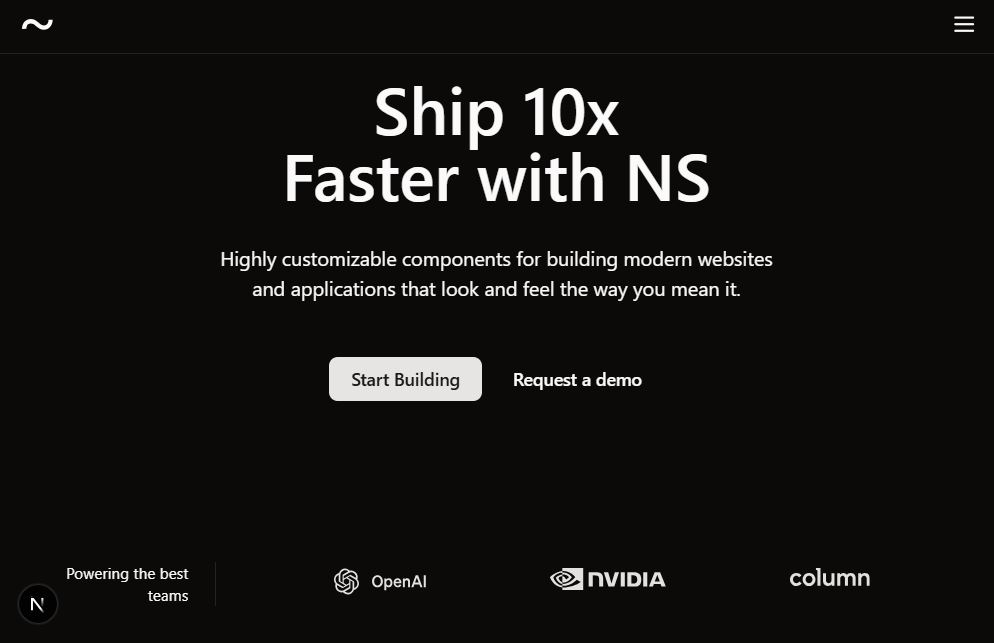 Ship 10x
Faster with NS
Highly customizable components for building modern websites
and applications that look and feel the way you mean it.
Start Building
Request a demo
Powering the best
teams
OpenAI
NVIDIA
column
N